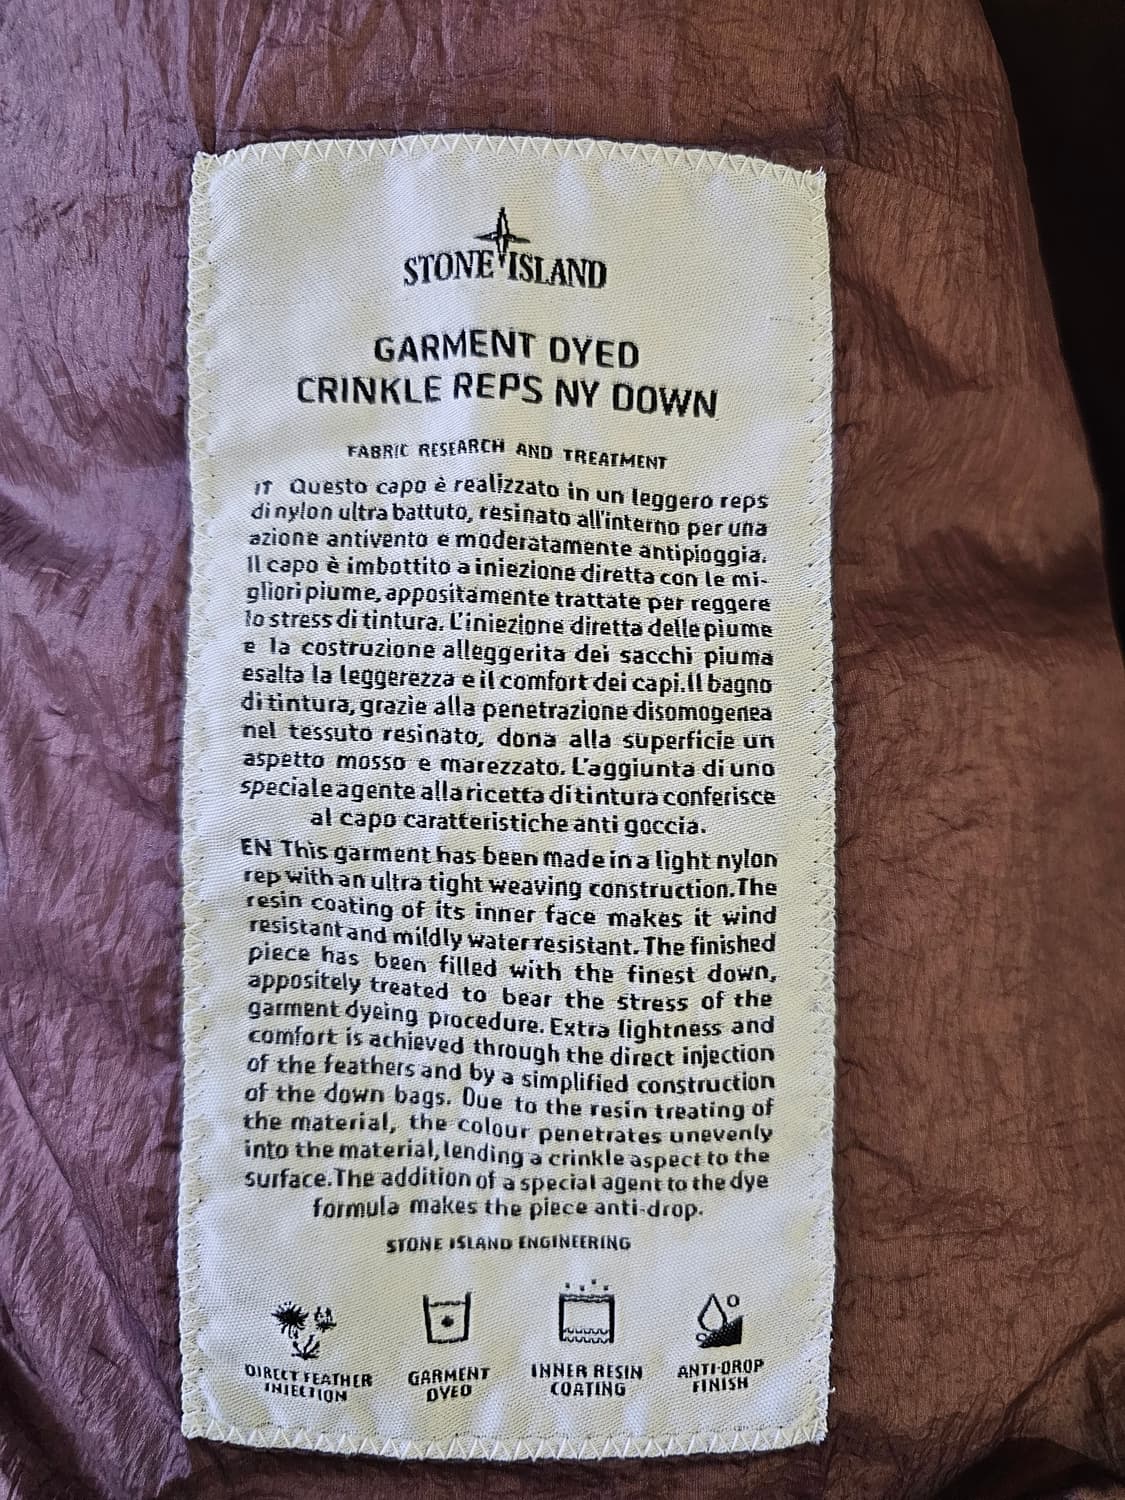 STONE ISLAND
GARMENT DYED
CRINKLE REPS NY DOWN
FABRIC RESEARCH AND TREATMENT
IT Questo capo è realizzato in un leggero reps
di nylon ultra battuto, resinato all'interno per una
azione antivento e moderatamente antipioggia.
Il capo è imbottito a iniezione diretta con le mi-
gliori piume, appositamente trattate per reggere
lo stress di tintura. L'iniezione diretta delle piume
e la costruzione alleggerita dei sacchi piuma
esalta la leggerezza e il comfort dei capi. Il bagno
di tintura, grazie alla penetrazione disomogenea
nel tessuto resinato, dona alla superficie un
aspetto mosso e marezzato. L'aggiunta di uno
speciale agente alla ricetta di tintura conferisce
al capo caratteristiche anti goccia.
EN This garment has been made in a light nylon
rep with an ultra tight weaving construction. The
resin coating of its inner face makes it wind
resistant and mildly water resistant. The finished
piece has been filled with the finest down,
appositely treated to bear the stress of the
garment dyeing procedure. Extra lightness and
comfort is achieved through the direct injection
of the feathers and by a simplified construction
of the down bags. Due to the resin treating of
the material, the colour penetrates unevenly
into the material, lending a crinkle aspect to the
surface. The addition of a special agent to the dye
formula makes the piece anti-drop.
STONE ISLAND ENGINEERING
DIRECT FEATHER
INJECTION
GARMENT
DYED
INNER RESIN
COATING
ANTI-DROP
FINISH